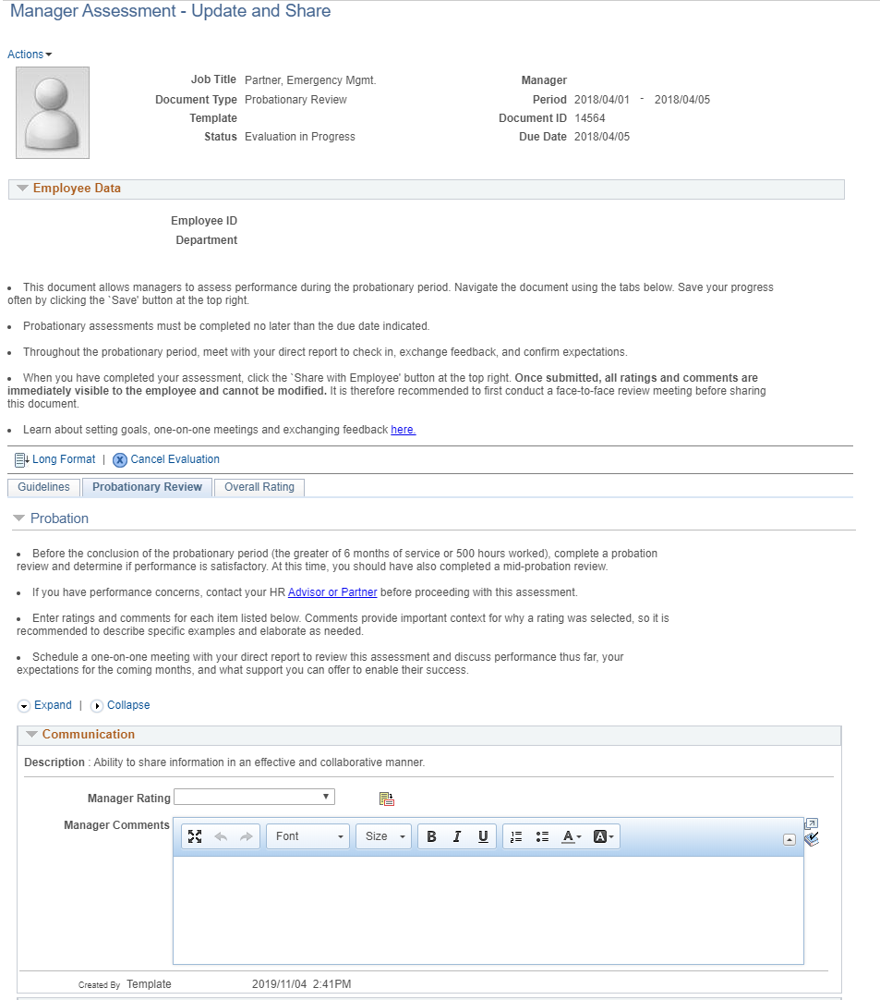 Manager Assessment - Update and Share
Actions
Job Title Partner, Emergency Mgmt. Manager
Document Type Probationary Review Period 2018/04/01 - 2018/04/05
Template Document ID 14564
Status Evaluation in Progress Due Date 2018/04/05
Employee Data
Employee ID
Department
• This document allows managers to assess performance during the probationary period. Navigate the document using the tabs below. Save your progress
often by clicking the `Save' button at the top right.
• Probationary assessments must be completed no later than the due date indicated.
• Throughout the probationary period, meet with your direct report to check in, exchange feedback, and confirm expectations.
• When you have completed your assessment, click the `Share with Employee' button at the top right. Once submitted, all ratings and comments are
immediately visible to the employee and cannot be modified. It is therefore recommended to first conduct a face-to-face review meeting before sharing
this document.
• Learn about setting goals, one-on-one meetings and exchanging feedback here.
Long Format | Cancel Evaluation
Guidelines Probationary Review Overall Rating
Probation
• Before the conclusion of the probationary period (the greater of 6 months of service or 500 hours worked), complete a probation
review and determine if performance is satisfactory. At this time, you should have also completed a mid-probation review.
• If you have performance concerns, contact your HR Advisor or Partner before proceeding with this assessment.
• Enter ratings and comments for each item listed below. Comments provide important context for why a rating was selected, so it is
recommended to describe specific examples and elaborate as needed.
• Schedule a one-on-one meeting with your direct report to review this assessment and discuss performance thus far, your
expectations for the coming months, and what support you can offer to enable their success.
Expand | Collapse
Communication
Description : Ability to share information in an effective and collaborative manner.
Manager Rating
Manager Comments
Font Size B I U A A
Created By Template 2019/11/04 2:41PM